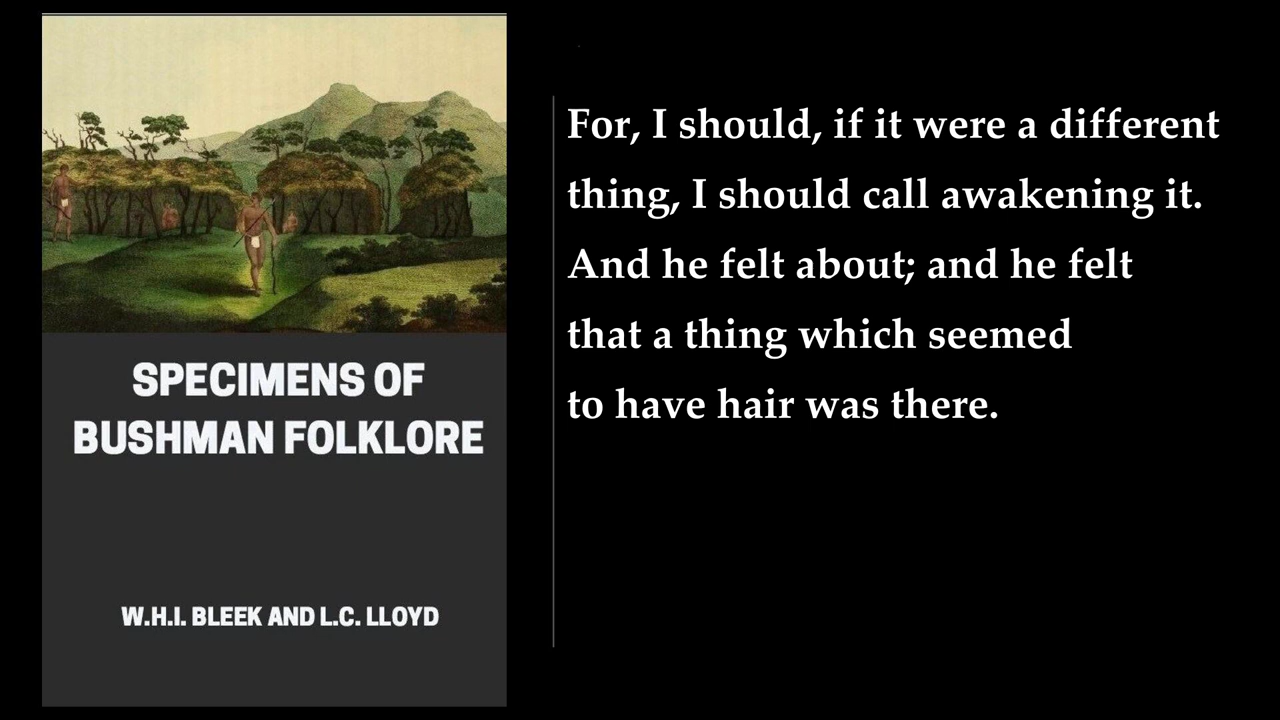 SPECIMENS OF
BUSHMAN FOLKLORE
W.H.I. BLEEK AND L.C. LLOYD
For, I should, if it were a different
thing, I should call awakening it.
And he felt about; and he felt
that a thing which seemed
to have hair was there.